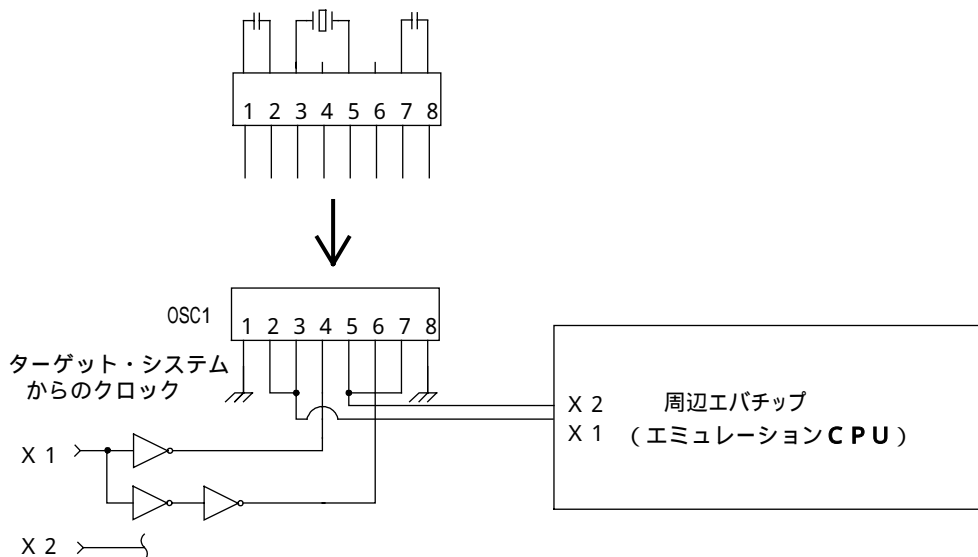 1 2 3 4 5 6 7 8
OSC1
1 2 3 4 5 6 7 8
ターゲット・システム
からのクロック
X 2 周辺エバチップ
X 1 （エミュレーションＣＰＵ）
X 1
X 2